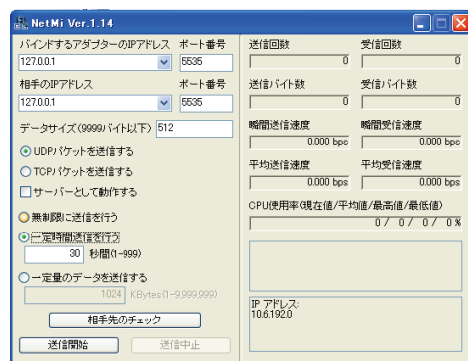 NetMi Ver.1.14
バインドするアダプターのIPアドレス ポート番号
127.0.0.1 5535
相手のIPアドレス ポート番号
127.0.0.1 5535
データサイズ(9999バイト以下) 512
UDPパケットを送信する
TCPパケットを送信する
サーバーとして動作する
無制限に送信を行う
一定時間送信を行う
30 秒間(1-999)
一定量のデータを送信する
1024 KBytes(1-9,999,999)
相手先のチェック
送信開始 送信中止
送信回数 受信回数
0 0
送信バイト数 受信バイト数
0 0
瞬間送信速度 瞬間受信速度
0.000 bps 0.000 bps
平均送信速度 平均受信速度
0.000 bps 0.000 bps
CPU使用率(現在値/平均値/最高値/最低値)
0 / 0 / 0 / 0 %
IP アドレス:
10.6.192.0